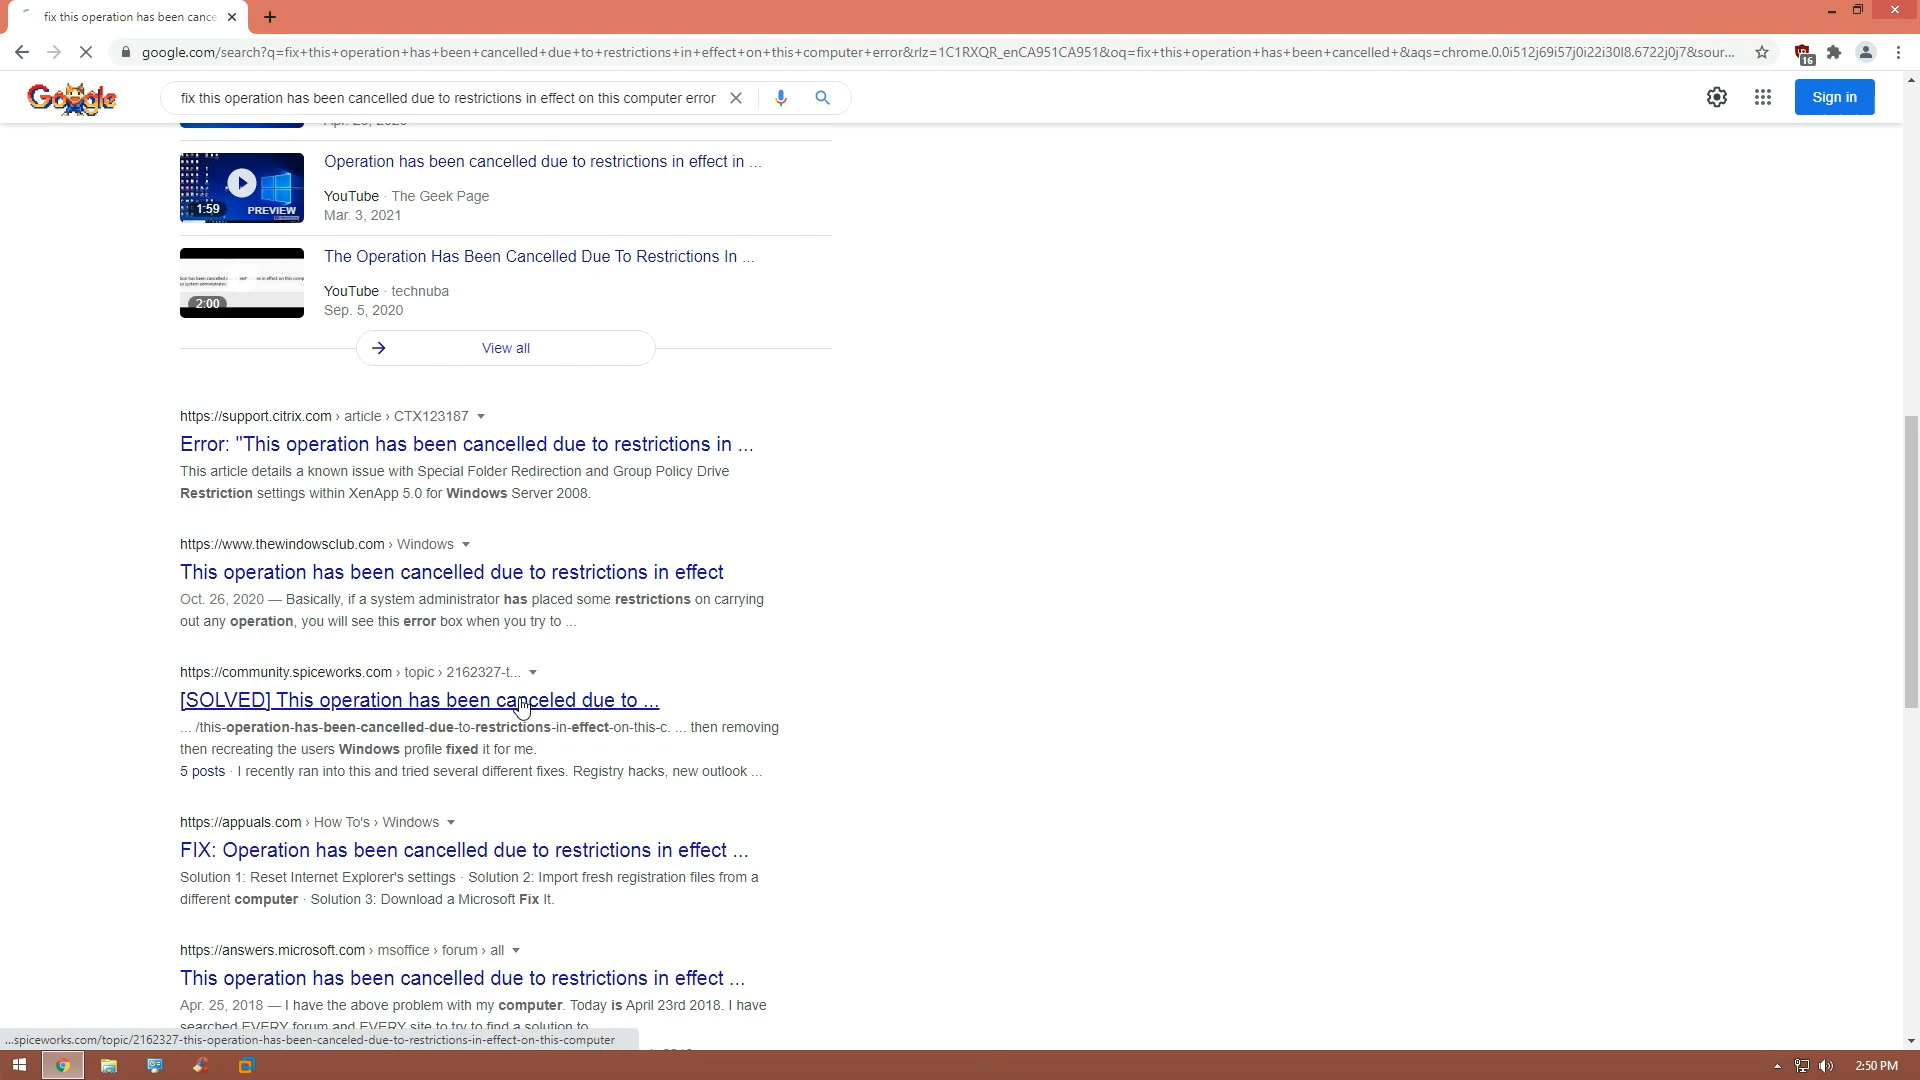 fix this operation has been cance
google.com/search?q=fix+this+operation+has+been+cancelled+due+to+restrictions+in+effect+on+this+computer+error&rlz=1C1RXQR_enCA951CA951&oq=fix+this+operation+has+been+cancelled+&aqs=chrome.0.0i512j69i57j0i22i30l8.6722j0j7&sour...
16
Google
fix this operation has been cancelled due to restrictions in effect on this computer error
Sign in
Operation has been cancelled due to restrictions in effect in ...
YouTube · The Geek Page
1:59
PREVIEW
Mar. 3, 2021
The Operation Has Been Cancelled Due To Restrictions In ...
YouTube · technuba
2:00
Sep. 5, 2020
View all
https://support.citrix.com › article › CTX123187
Error: "This operation has been cancelled due to restrictions in ...
This article details a known issue with Special Folder Redirection and Group Policy Drive
Restriction settings within XenApp 5.0 for Windows Server 2008.
https://www.thewindowsclub.com › Windows
This operation has been cancelled due to restrictions in effect
Oct. 26, 2020 — Basically, if a system administrator has placed some restrictions on carrying
out any operation, you will see this error box when you try to ...
https://community.spiceworks.com › topic › 2162327-t...
[SOLVED] This operation has been canceled due to ...
... /this-operation-has-been-cancelled-due-to-restrictions-in-effect-on-this-c. ... then removing
then recreating the users Windows profile fixed it for me.
5 posts · I recently ran into this and tried several different fixes. Registry hacks, new outlook ...
https://appuals.com › How To's › Windows
FIX: Operation has been cancelled due to restrictions in effect ...
Solution 1: Reset Internet Explorer's settings · Solution 2: Import fresh registration files from a
different computer · Solution 3: Download a Microsoft Fix It.
https://answers.microsoft.com › msoffice › forum › all
This operation has been cancelled due to restrictions in effect ...
Apr. 25, 2018 — I have the above problem with my computer. Today is April 23rd 2018. I have
searched EVERY forum and EVERY site to try to find a solution to
...spiceworks.com/topic/2162327-this-operation-has-been-canceled-due-to-restrictions-in-effect-on-this-computer
2:50 PM